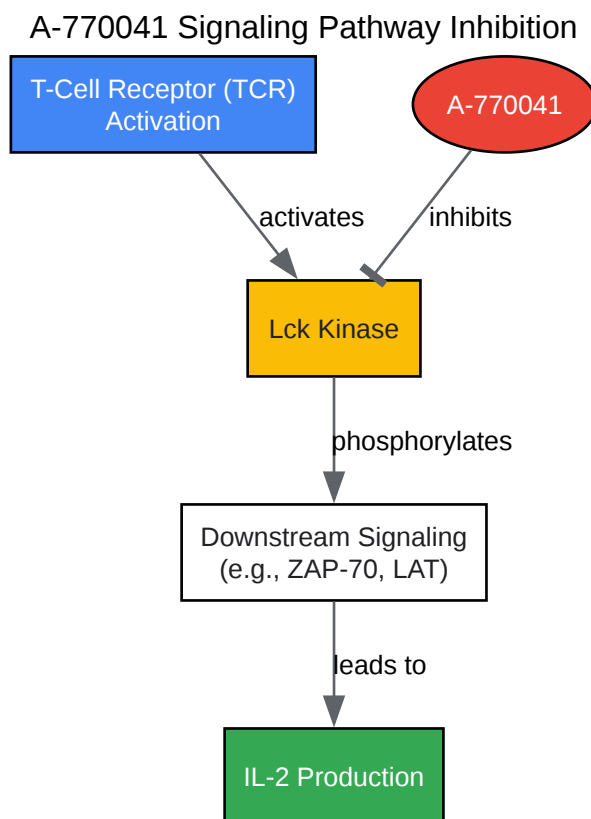 A-770041 Signaling Pathway Inhibition
T-Cell Receptor (TCR)
Activation
A-770041
activates
inhibits
Lck Kinase
phosphorylates
Downstream Signaling
(e.g., ZAP-70, LAT)
leads to
IL-2 Production